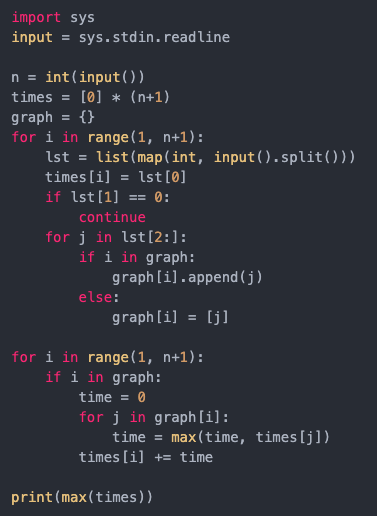 import sys
input = sys.stdin.readline

n = int(input())
times = [0] * (n+1)
graph = {}
for i in range(1, n+1):
    lst = list(map(int, input().split()))
    times[i] = lst[0]
    if lst[1] == 0:
        continue
    for j in lst[2:]:
        if i in graph:
            graph[i].append(j)
        else:
            graph[i] = [j]

for i in range(1, n+1):
    if i in graph:
        time = 0
        for j in graph[i]:
            time = max(time, times[j])
        times[i] += time

print(max(times))